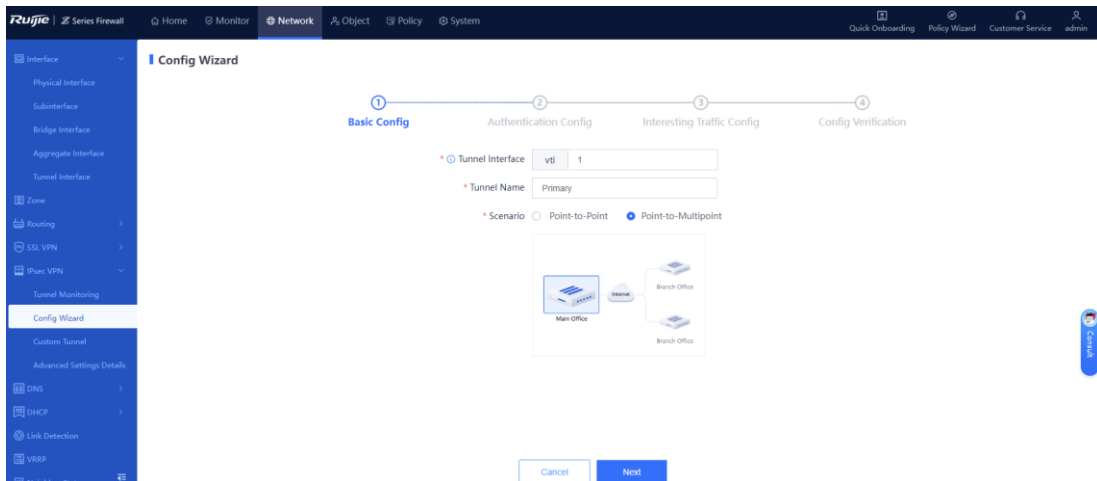 Ruijie | Z Series Firewall
Home
Monitor
Network
Object
Policy
System
Quick Onboarding
Policy Wizard
Customer Service
admin
Interface
Physical Interface
Subinterface
Bridge Interface
Aggregate Interface
Tunnel Interface
Zone
Routing
SSL VPN
IPsec VPN
Tunnel Monitoring
Config Wizard
Custom Tunnel
Advanced Settings Details
DNS
DHCP
Link Detection
VRRP
Config Wizard
1
2
3
4
Basic Config
Authentication Config
Interesting Traffic Config
Config Verification
* Tunnel Interface vti 1
* Tunnel Name Primary
* Scenario Point-to-Point Point-to-Multipoint
Main Office
Internet
Branch Office
Branch Office
Cancel
Next
Consult